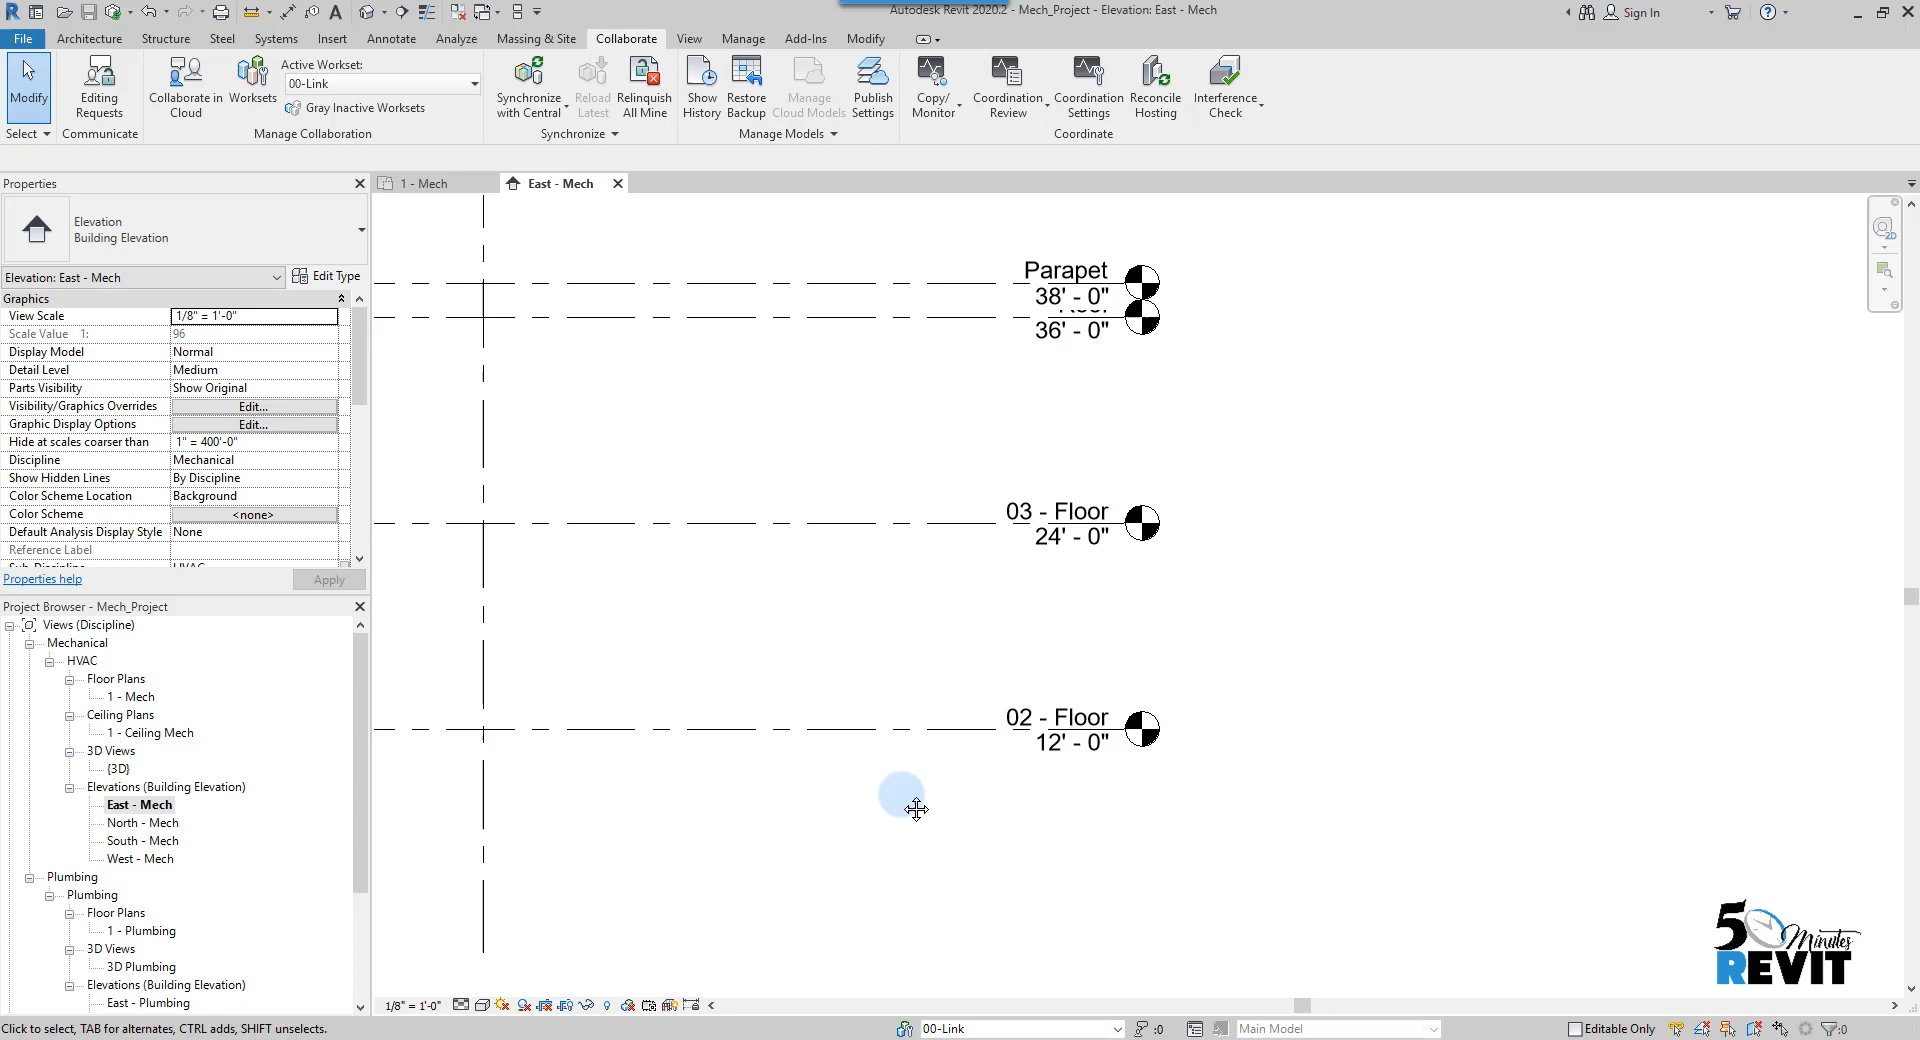 Autodesk Revit 2020.2 - Mech_Project - Elevation: East - Mech
Sign In
File Architecture Structure Steel Systems Insert Annotate Analyze Massing & Site Collaborate View Manage Add-Ins Modify
Modify
Select
Editing Requests
Communicate
Collaborate in Cloud
Worksets
Active Workset:
00-Link
Gray Inactive Worksets
Manage Collaboration
Synchronize with Central
Reload Latest
Relinquish All Mine
Synchronize
Show History
Restore Backup
Manage Cloud Models
Publish Settings
Manage Models
Copy/ Monitor
Coordination Review
Coordination Settings
Reconcile Hosting
Interference Check
Coordinate
Properties
1 - Mech
East - Mech
Elevation
Building Elevation
Elevation: East - Mech
Edit Type
Graphics
View Scale 1/8" = 1'-0"
Scale Value 1: 96
Display Model Normal
Detail Level Medium
Parts Visibility Show Original
Visibility/Graphics Overrides Edit...
Graphic Display Options Edit...
Hide at scales coarser than 1" = 400'-0"
Discipline Mechanical
Show Hidden Lines By Discipline
Color Scheme Location Background
Color Scheme <none>
Default Analysis Display Style None
Reference Label
Properties help
Apply
Project Browser - Mech_Project
Views (Discipline)
Mechanical
HVAC
Floor Plans
1 - Mech
Ceiling Plans
1 - Ceiling Mech
3D Views
{3D}
Elevations (Building Elevation)
East - Mech
North - Mech
South - Mech
West - Mech
Plumbing
Plumbing
Floor Plans
1 - Plumbing
3D Views
3D Plumbing
Elevations (Building Elevation)
East - Plumbing
Parapet
38' - 0"
36' - 0"
03 - Floor
24' - 0"
02 - Floor
12' - 0"
2D
5 Minutes
REVIT
1/8" = 1'-0"
Click to select, TAB for alternates, CTRL adds, SHIFT unselects.
00-Link
:0
Main Model
Editable Only
:0